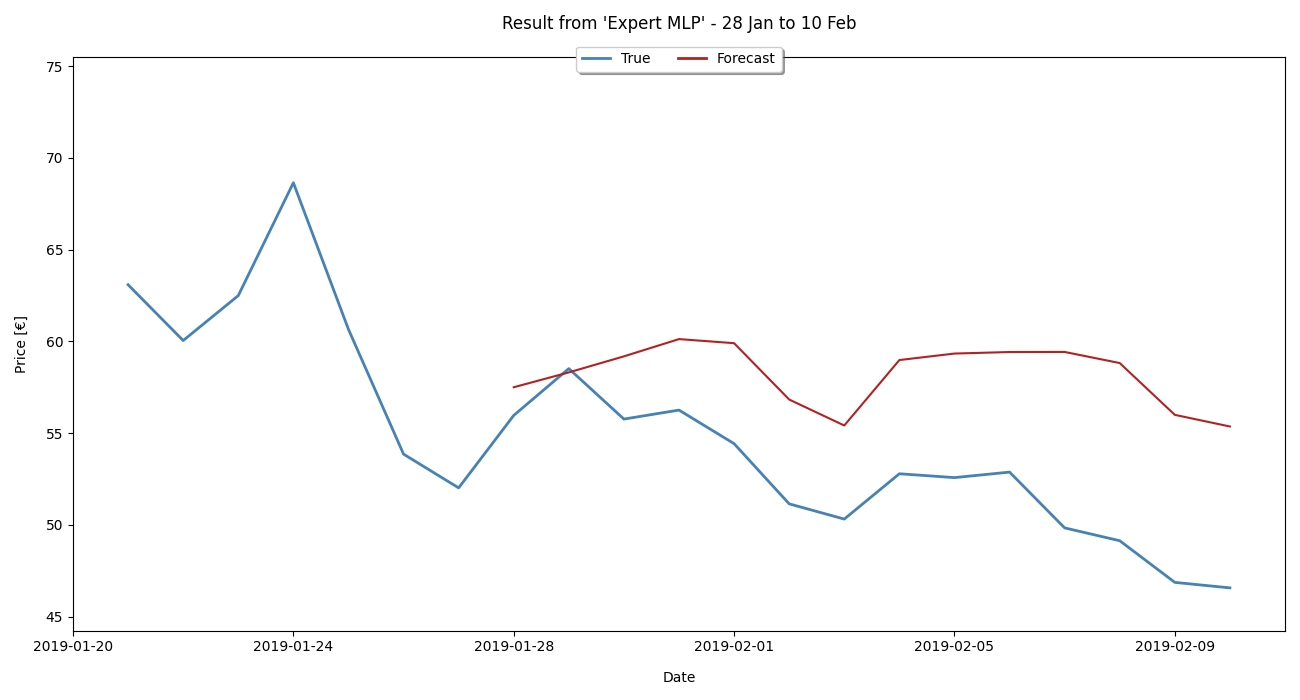 Result from 'Expert MLP' - 28 Jan to 10 Feb
True Forecast
75
70
65
60
55
50
45
Price [€]
2019-01-20 2019-01-24 2019-01-28 2019-02-01 2019-02-05 2019-02-09
Date